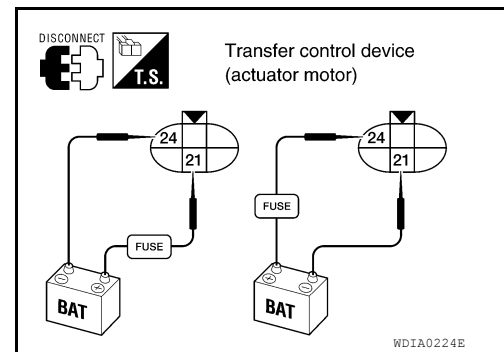 DISCONNECT
T.S.
Transfer control device
(actuator motor)
24
21
FUSE
− +
BAT
24
21
FUSE
+ −
BAT
WDIA0224E